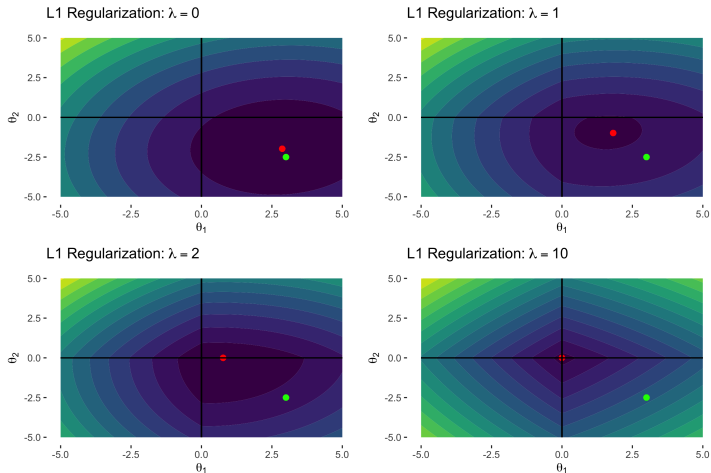 L1 Regularization: λ = 0
5.0
2.5
0.0
-2.5
-5.0
θ₂
-5.0 -2.5 0.0 2.5 5.0
θ₁
L1 Regularization: λ = 1
5.0
2.5
0.0
-2.5
-5.0
θ₂
-5.0 -2.5 0.0 2.5 5.0
θ₁
L1 Regularization: λ = 2
5.0
2.5
0.0
-2.5
-5.0
θ₂
-5.0 -2.5 0.0 2.5 5.0
θ₁
L1 Regularization: λ = 10
5.0
2.5
0.0
-2.5
-5.0
θ₂
-5.0 -2.5 0.0 2.5 5.0
θ₁